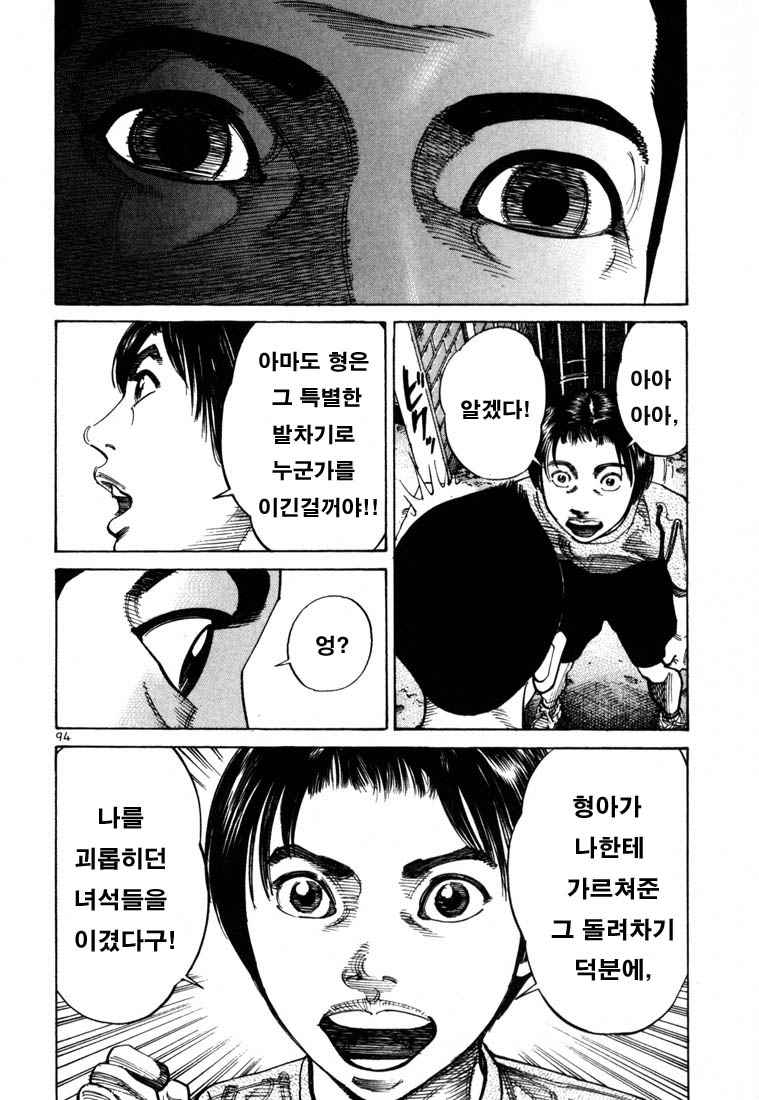 아아
아아,
알겠다!
ビクッ
아마도 형은
그 특별한
발차기로
누군가를
이긴걸꺼야!!
엉?
94
형아가
나한테
가르쳐준
그 돌려차기
덕분에,
나를
괴롭히던
녀석들을
이겼다구!